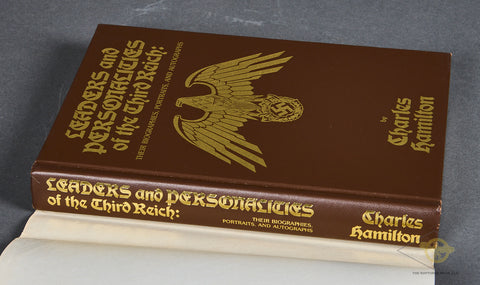 LEADERS and
PERSONALITIES
of the Third Reich:
THEIR BIOGRAPHIES, PORTRAITS, AND AUTOGRAPHS
by
Charles
Hamilton
LEADERS and PERSONALITIES
of the Third Reich:
THEIR BIOGRAPHIES,
PORTRAITS, AND AUTOGRAPHS
Charles
Hamilton